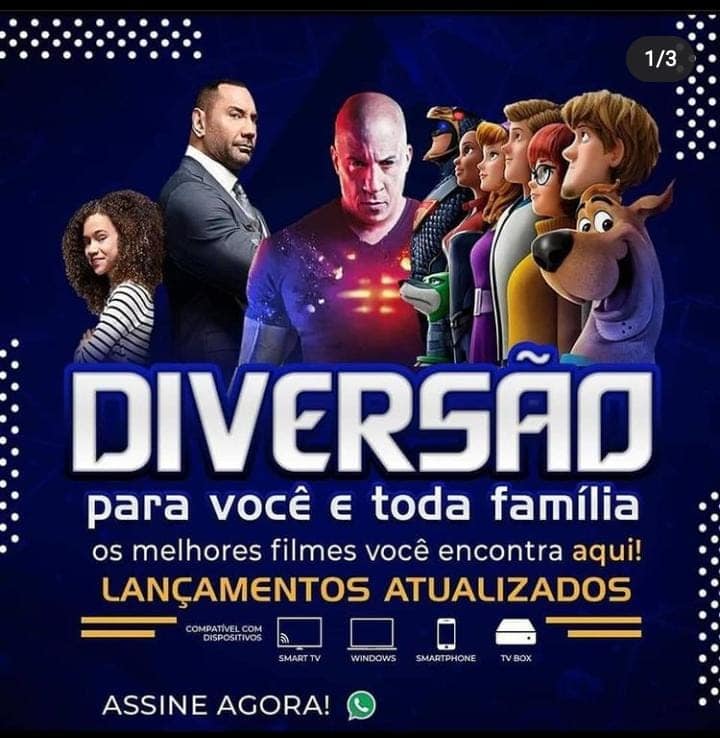 1/3
DIVERSÃO
para você e toda família
os melhores filmes você encontra aqui!
LANÇAMENTOS ATUALIZADOS
COMPATÍVEL COM
DISPOSITIVOS
SMART TV WINDOWS SMARTPHONE TV BOX
ASSINE AGORA!